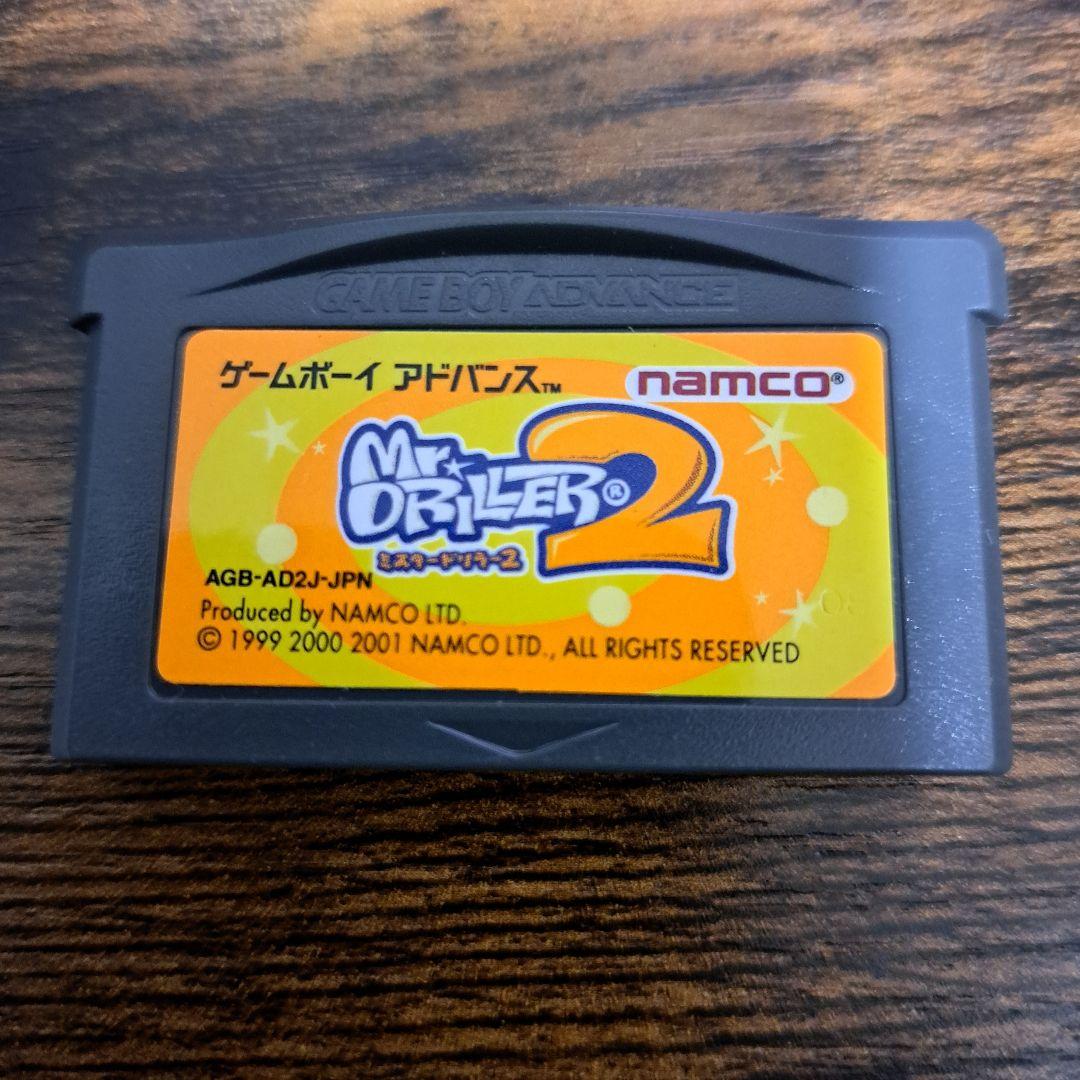 GAME BOY ADVANCE
ゲームボーイ アドバンス™
namco®
Mr. DRILLER® 2
ミスタードリラー2
AGB-AD2J-JPN
Produced by NAMCO LTD.
© 1999 2000 2001 NAMCO LTD., ALL RIGHTS RESERVED